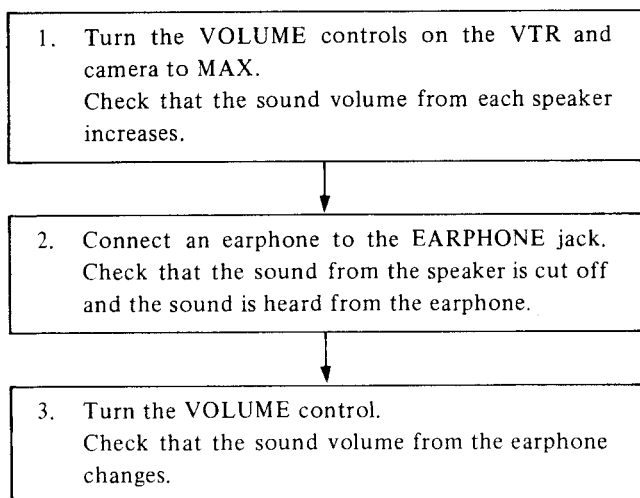 1. Turn the VOLUME controls on the VTR and
camera to MAX.
Check that the sound volume from each speaker
increases.
2. Connect an earphone to the EARPHONE jack.
Check that the sound from the speaker is cut off
and the sound is heard from the earphone.
3. Turn the VOLUME control.
Check that the sound volume from the earphone
changes.